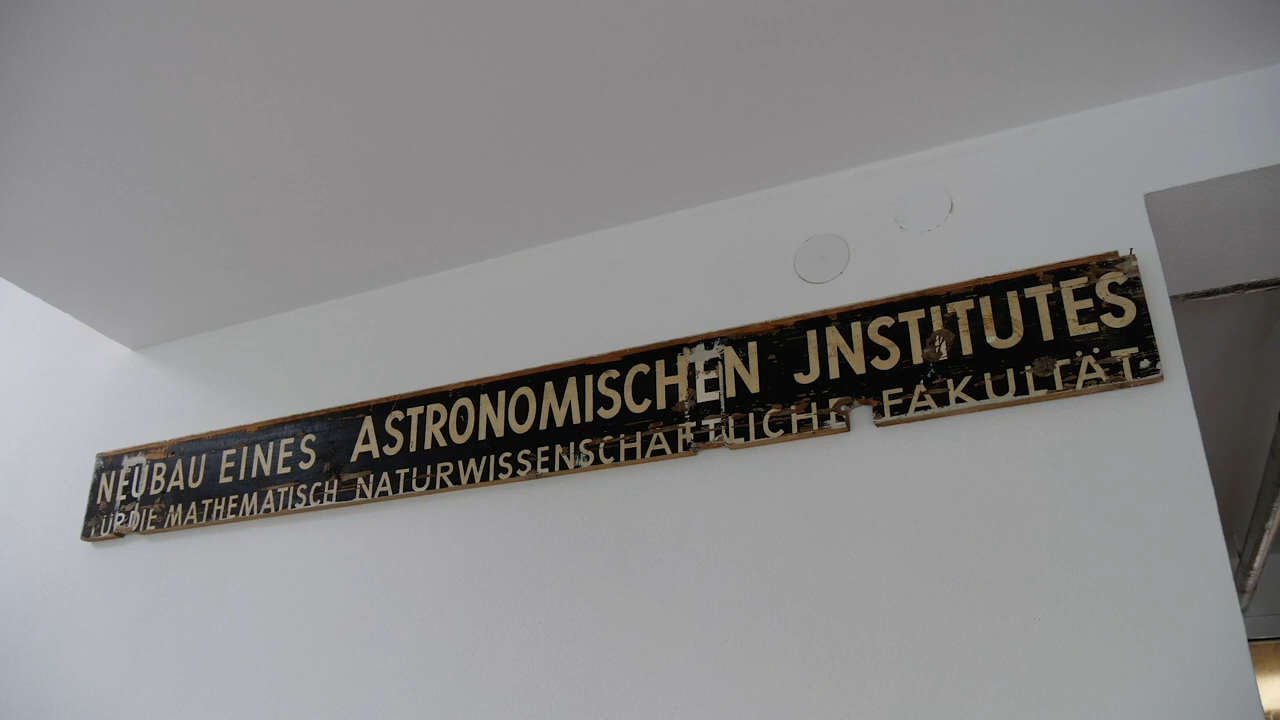 NEUBAU EINES ASTRONOMISCHEN JNSTITUTES
FÜR DIE MATHEMATISCH NATURWISSENSCHAFTLICHE FAKULTÄT